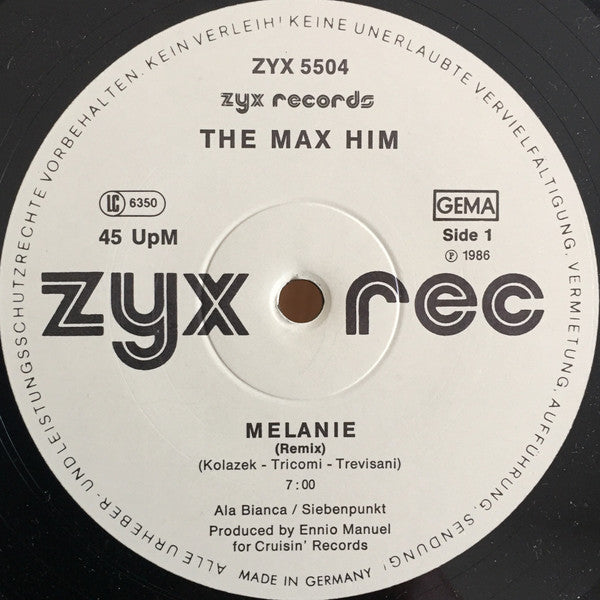 ALLE URHEBER- UND LEISTUNGSSCHUTZRECHTE VORBEHALTEN. KEIN VERLEIH! KEINE UNERLAUBTE VERVIELFÄLTIGUNG, VERMIETUNG, AUFFÜHRUNG, SENDUNG!
ZYX 5504
zyx records
THE MAX HIM
LC 6350
GEMA
45 UpM
Side 1
℗ 1986
zyx rec
MELANIE
(Remix)
(Kolazek - Tricomi - Trevisani)
7:00
Ala Bianca / Siebenpunkt
Produced by Ennio Manuel
for Cruisin' Records
MADE IN GERMANY